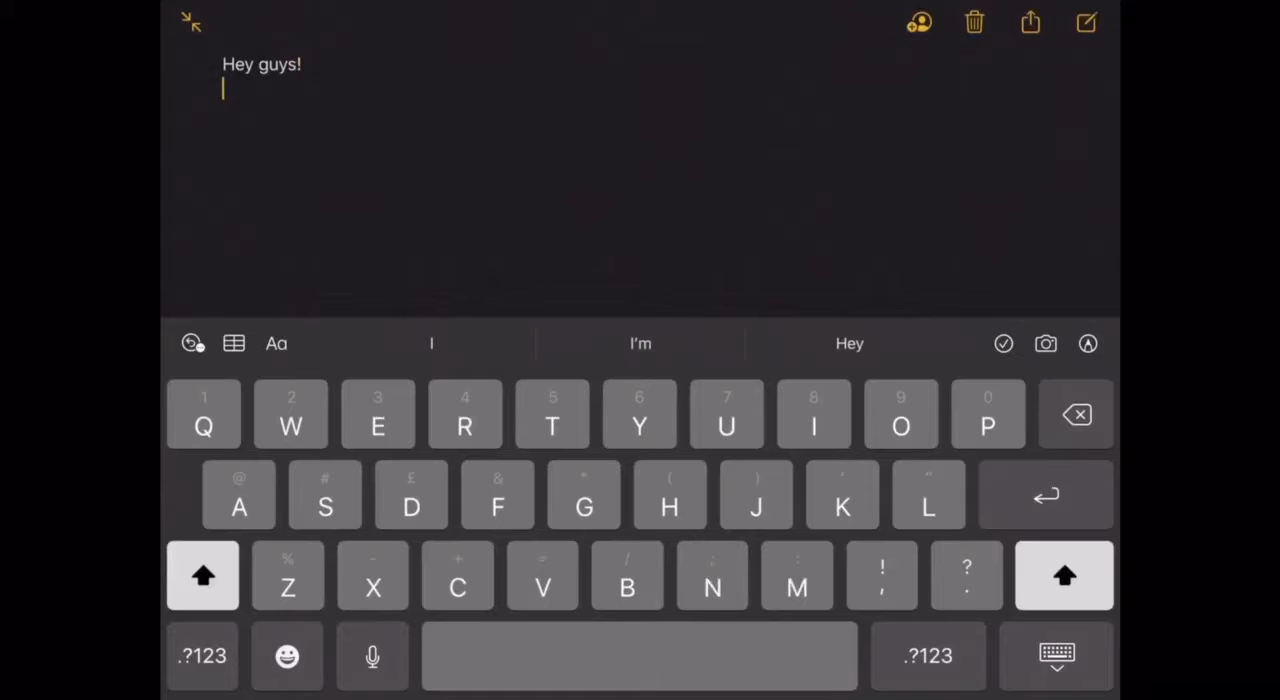 Hey guys!
Aa I I'm Hey
1 2 3 4 5 6 7 8 9 0
Q W E R T Y U I O P
@ # £ & * ( ) ' "
A S D F G H J K L
% - + = / ; : ! ?
Z X C V B N M , .
.?123 .?123